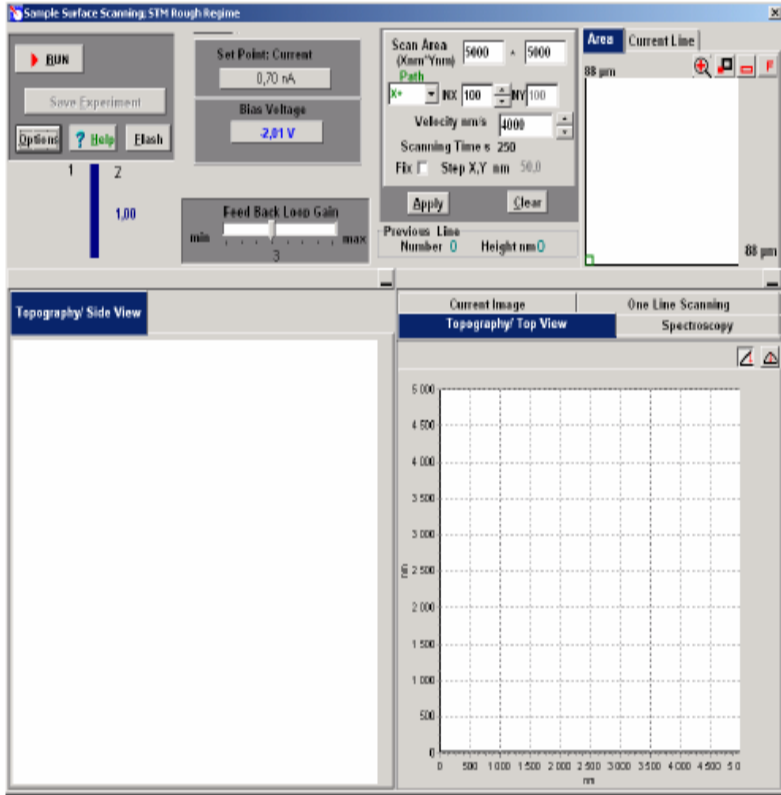 Sample Surface Scanning; STM Rough Regime
RUN
Save Experiment
Options
? Help
Flash
1 2
1,00
Set Point: Current
0,70 nA
Bias Voltage
-2,01 V
Feed Back Loop Gain
min max
3
Scan Area
(Xnm*Ynm)
5000 * 5000
Path
X+ NX 100 NY 100
Velocity nm/s 4000
Scanning Time s 250
Fix Step X,Y nm 50,0
Apply Clear
Previous Line
Number 0 Height nm 0
Area Current Line
88 µm
F
88 µm
Topography/ Side View
Current Image One Line Scanning
Topography/ Top View Spectroscopy
5 000
4 500
4 000
3 500
3 000
2 500
2 000
1 500
1 000
500
0
nm
0 500 1 000 1 500 2 000 2 500 3 000 3 500 4 000 4 500 5 0
nm